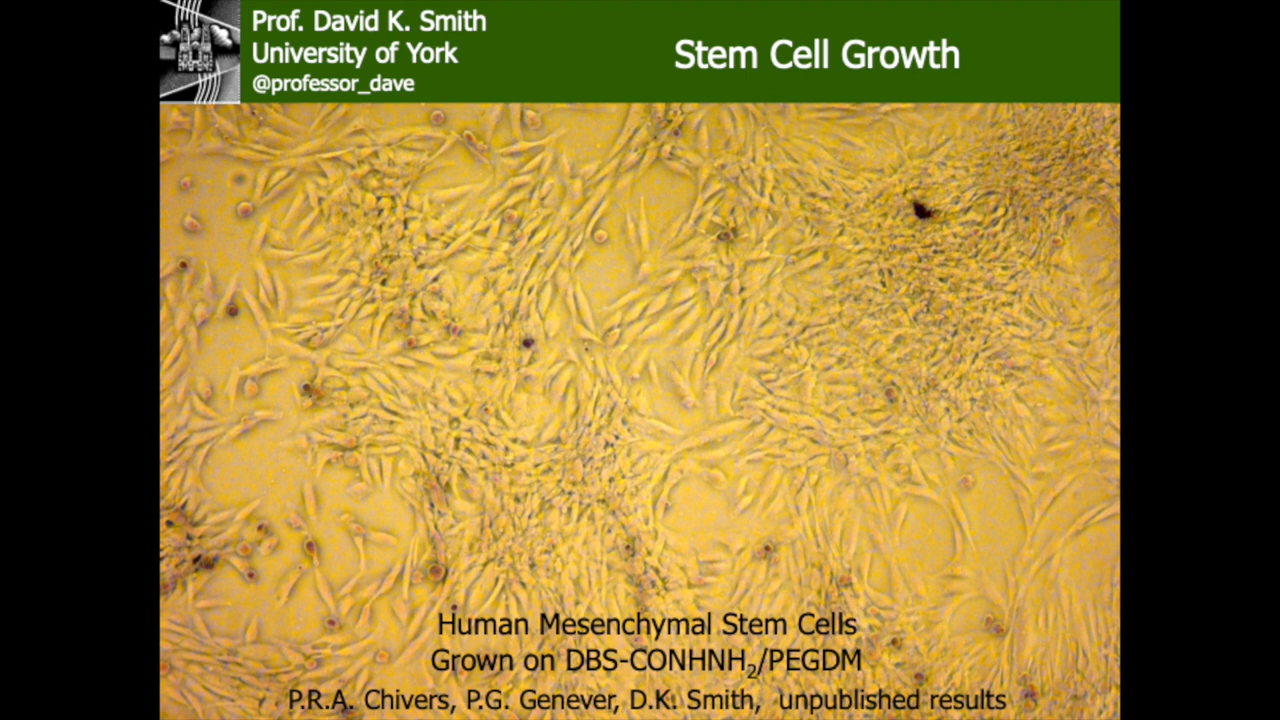 Prof. David K. Smith
University of York
@professor_dave
Stem Cell Growth
Human Mesenchymal Stem Cells
Grown on DBS-CONHNH₂/PEGDM
P.R.A. Chivers, P.G. Genever, D.K. Smith, unpublished results